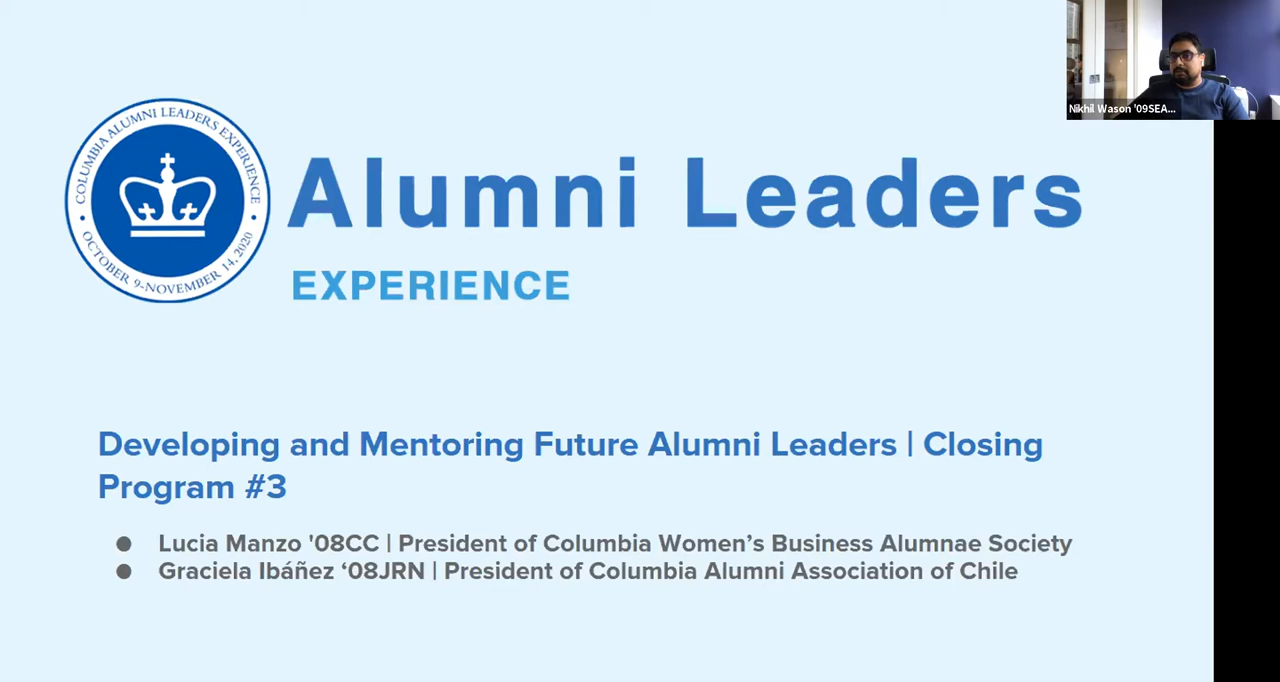 Nikhil Wason '09SEA...
COLUMBIA ALUMNI LEADERS EXPERIENCE
OCTOBER 9-NOVEMBER 14, 2020
Alumni Leaders
EXPERIENCE
Developing and Mentoring Future Alumni Leaders | Closing
Program #3
● Lucia Manzo '08CC | President of Columbia Women’s Business Alumnae Society
● Graciela Ibáñez ‘08JRN | President of Columbia Alumni Association of Chile